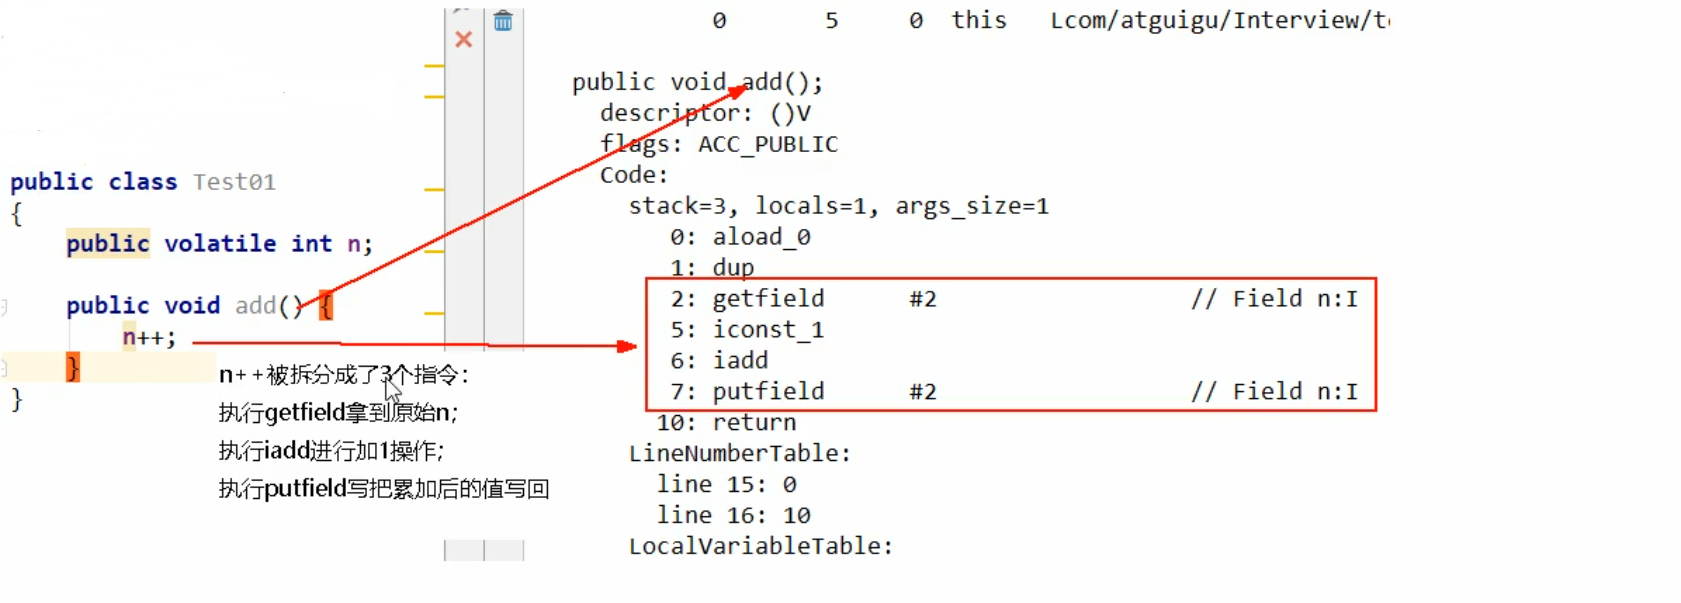 public class Test01
{
public volatile int n;
public void add() {
n++;
}
}
n++被拆分成了3个指令:
执行getfield拿到原始n;
执行iadd进行加1操作;
执行putfield写把累加后的值写回
0 5 0 this Lcom/atguigu/Interview/t
public void add();
descriptor: ()V
flags: ACC_PUBLIC
Code:
stack=3, locals=1, args_size=1
0: aload_0
1: dup
2: getfield #2 // Field n:I
5: iconst_1
6: iadd
7: putfield #2 // Field n:I
10: return
LineNumberTable:
line 15: 0
line 16: 10
LocalVariableTable: